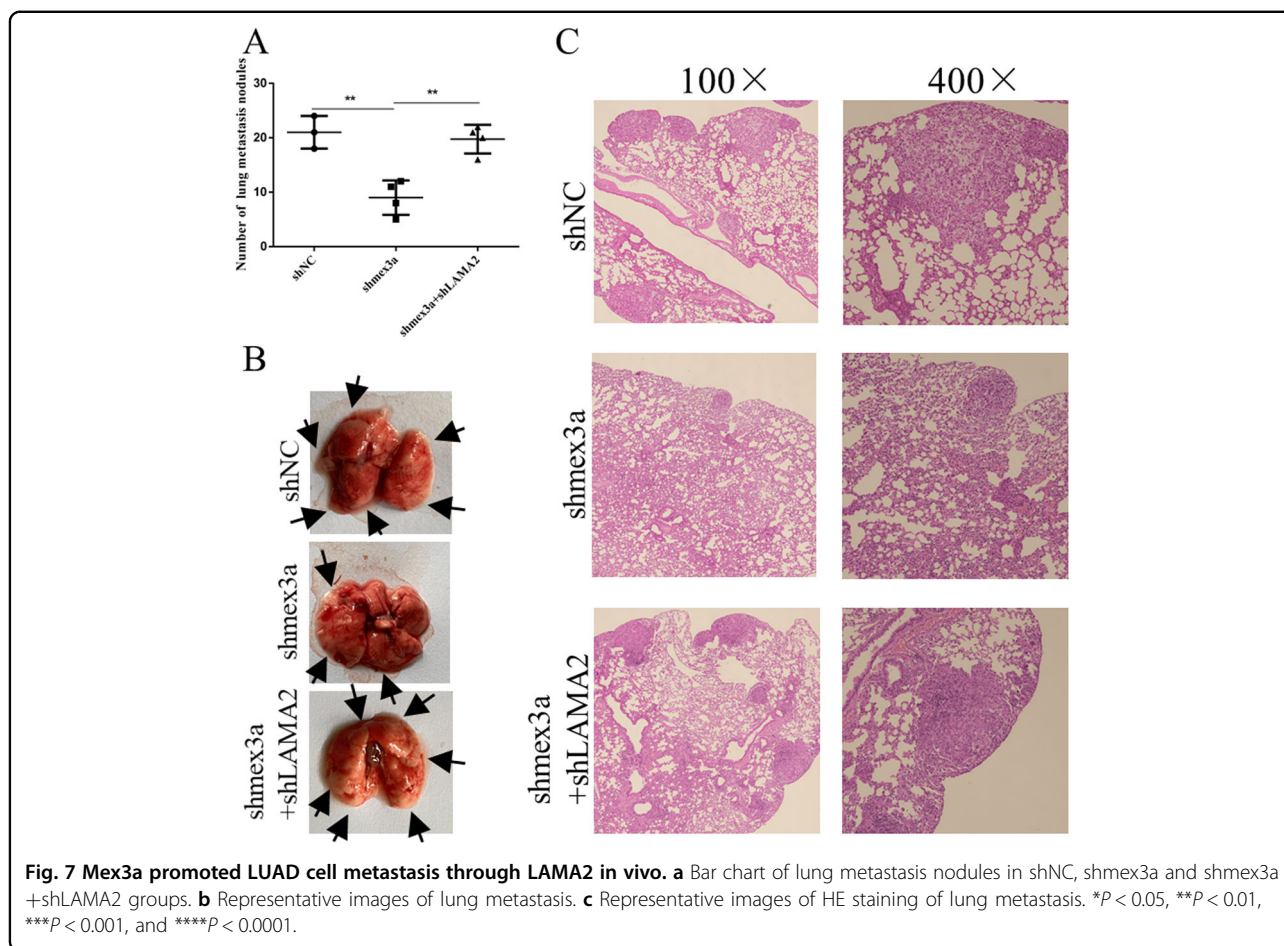 A
Number of lung metastasis nodules
30
20
10
0
**
**
shNC
shmex3a
shmex3a+shLAMA2
B
shNC
shmex3a
shmex3a
+shLAMA2
C
100×
400×
shNC
shmex3a
shmex3a
+shLAMA2
Fig. 7 Mex3a promoted LUAD cell metastasis through LAMA2 in vivo. a Bar chart of lung metastasis nodules in shNC, shmex3a and shmex3a
+shLAMA2 groups. b Representative images of lung metastasis. c Representative images of HE staining of lung metastasis. *P < 0.05, **P < 0.01,
***P < 0.001, and ****P < 0.0001.